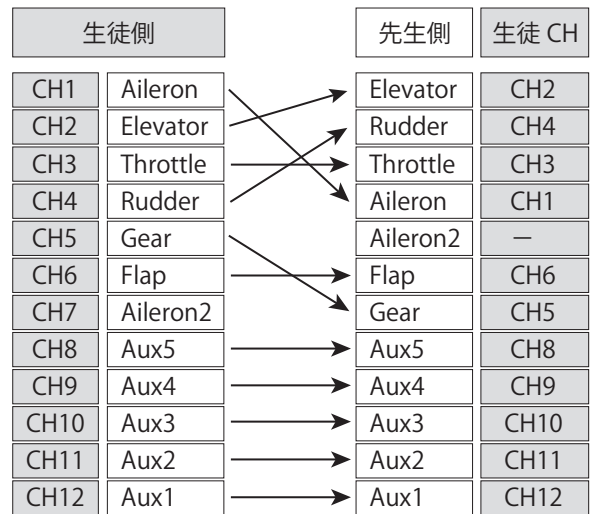 生徒側 先生側 生徒 CH
CH1 Aileron Elevator CH2
CH2 Elevator Rudder CH4
CH3 Throttle Throttle CH3
CH4 Rudder Aileron CH1
CH5 Gear Aileron2 －
CH6 Flap Flap CH6
CH7 Aileron2 Gear CH5
CH8 Aux5 Aux5 CH8
CH9 Aux4 Aux4 CH9
CH10 Aux3 Aux3 CH10
CH11 Aux2 Aux2 CH11
CH12 Aux1 Aux1 CH12